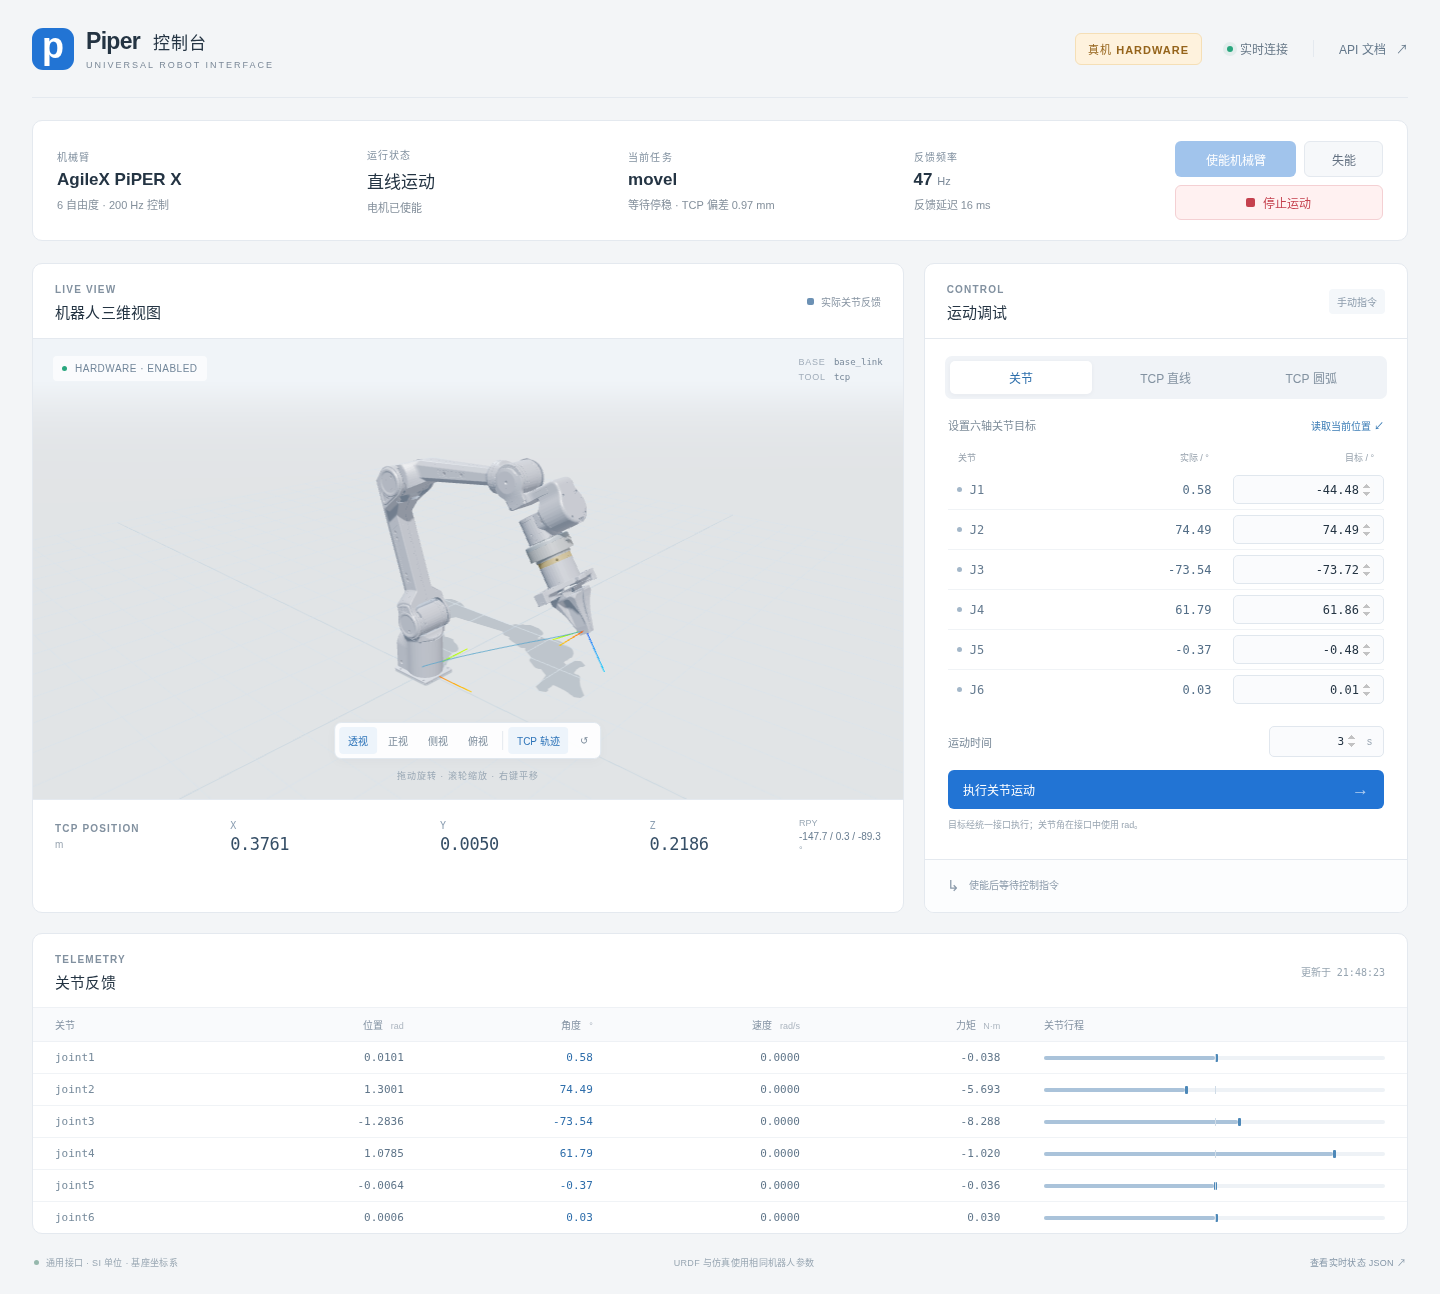 p
Piper 控制台
UNIVERSAL ROBOT INTERFACE
真机 HARDWARE
实时连接
API 文档 ↗
机械臂
AgileX PiPER X
6 自由度 · 200 Hz 控制
运行状态
直线运动
电机已使能
当前任务
movel
等待停稳 · TCP 偏差 0.97 mm
反馈频率
47 Hz
反馈延迟 16 ms
使能机械臂
失能
停止运动
LIVE VIEW
机器人三维视图
实际关节反馈
HARDWARE · ENABLED
BASE base_link
TOOL tcp
透视 正视 侧视 俯视 TCP 轨迹 ↺
拖动旋转 · 滚轮缩放 · 右键平移
TCP POSITION
m
X
0.3761
Y
0.0050
Z
0.2186
RPY
-147.7 / 0.3 / -89.3
°
CONTROL
运动调试
手动指令
关节 TCP 直线 TCP 圆弧
设置六轴关节目标 读取当前位置 ↙
关节 实际 / ° 目标 / °
J1 0.58 -44.48
J2 74.49 74.49
J3 -73.54 -73.72
J4 61.79 61.86
J5 -0.37 -0.48
J6 0.03 0.01
运动时间 3 s
执行关节运动 →
目标经统一接口执行；关节角在接口中使用 rad。
↳ 使能后等待控制指令
TELEMETRY
关节反馈
更新于 21:48:23
关节 位置 rad 角度 ° 速度 rad/s 力矩 N·m 关节行程
joint1 0.0101 0.58 0.0000 -0.038
joint2 1.3001 74.49 0.0000 -5.693
joint3 -1.2836 -73.54 0.0000 -8.288
joint4 1.0785 61.79 0.0000 -1.020
joint5 -0.0064 -0.37 0.0000 -0.036
joint6 0.0006 0.03 0.0000 0.030
通用接口 · SI 单位 · 基座坐标系
URDF 与仿真使用相同机器人参数
查看实时状态 JSON ↗